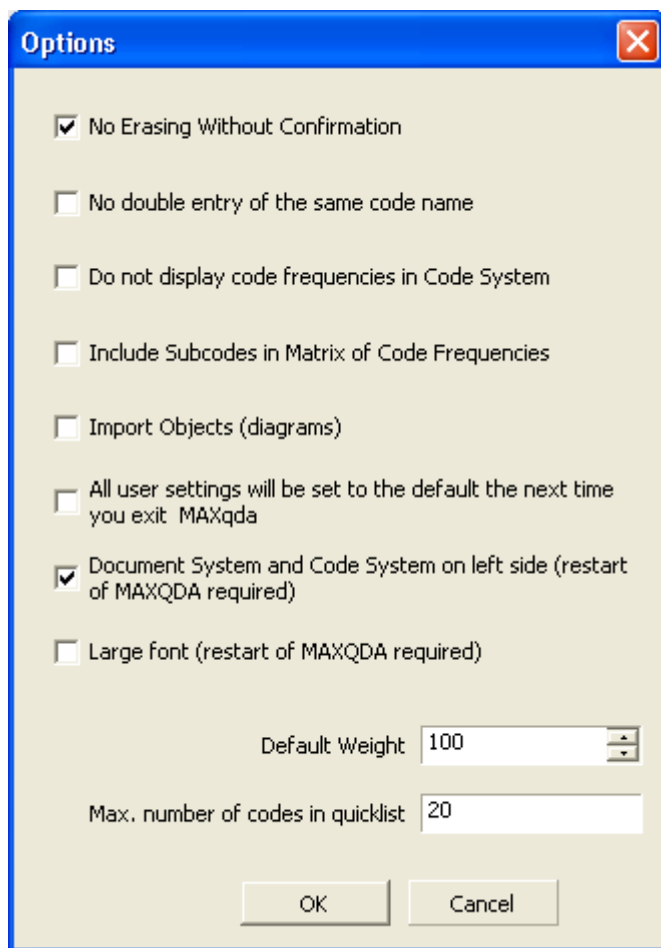 Options
No Erasing Without Confirmation
No double entry of the same code name
Do not display code frequencies in Code System
Include Subcodes in Matrix of Code Frequencies
Import Objects (diagrams)
All user settings will be set to the default the next time
you exit  MAXqda
Document System and Code System on left side (restart
of MAXQDA required)
Large font (restart of MAXQDA required)
Default Weight 100
Max. number of codes in quicklist 20
OK Cancel